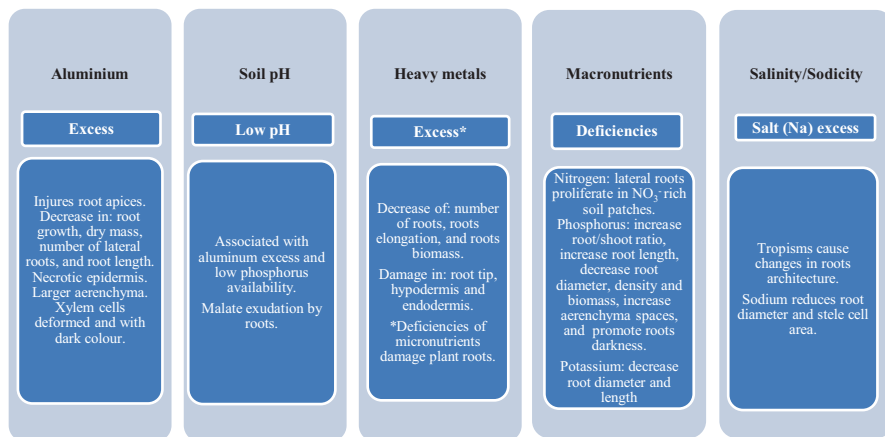 Aluminium
Excess
Injures root apices.
Decrease in: root
growth, dry mass,
number of lateral
roots, and root length.
Necrotic epidermis.
Larger aerenchyma.
Xylem cells
deformed and with
dark colour.
Soil pH
Low pH
Associated with
aluminum excess and
low phosphorus
availability.
Malate exudation by
roots.
Heavy metals
Excess*
Decrease of: number
of roots, roots
elongation, and roots
biomass.
Damage in: root tip,
hypodermis and
endodermis.
*Deficiencies of
micronutrients
damage plant roots.
Macronutrients
Deficiencies
Nitrogen: lateral roots
proliferate in NO₃⁻ rich
soil patches.
Phosphorus: increase
root/shoot ratio,
increase root length,
decrease root
diameter, density and
biomass, increase
aerenchyma spaces,
and promote roots
darkness.
Potassium: decrease
root diameter and
length
Salinity/Sodicity
Salt (Na) excess
Tropisms cause
changes in roots
architecture.
Sodium reduces root
diameter and stele cell
area.